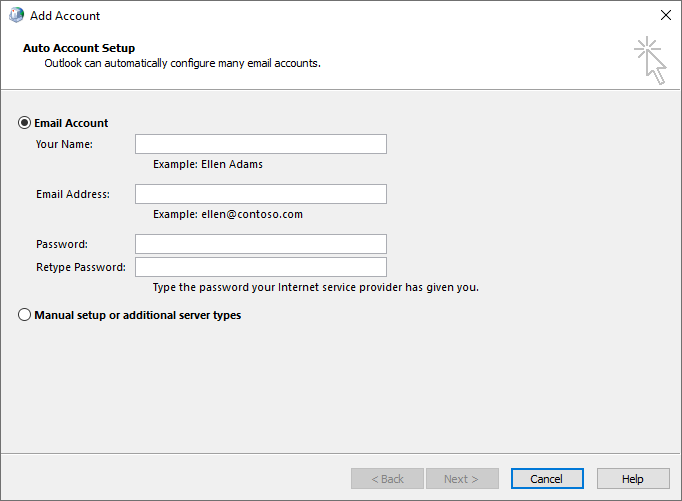 Add Account
Auto Account Setup
Outlook can automatically configure many email accounts.
Email Account
Your Name:
Example: Ellen Adams
Email Address:
Example: ellen@contoso.com
Password:
Retype Password:
Type the password your Internet service provider has given you.
Manual setup or additional server types
< Back Next > Cancel Help